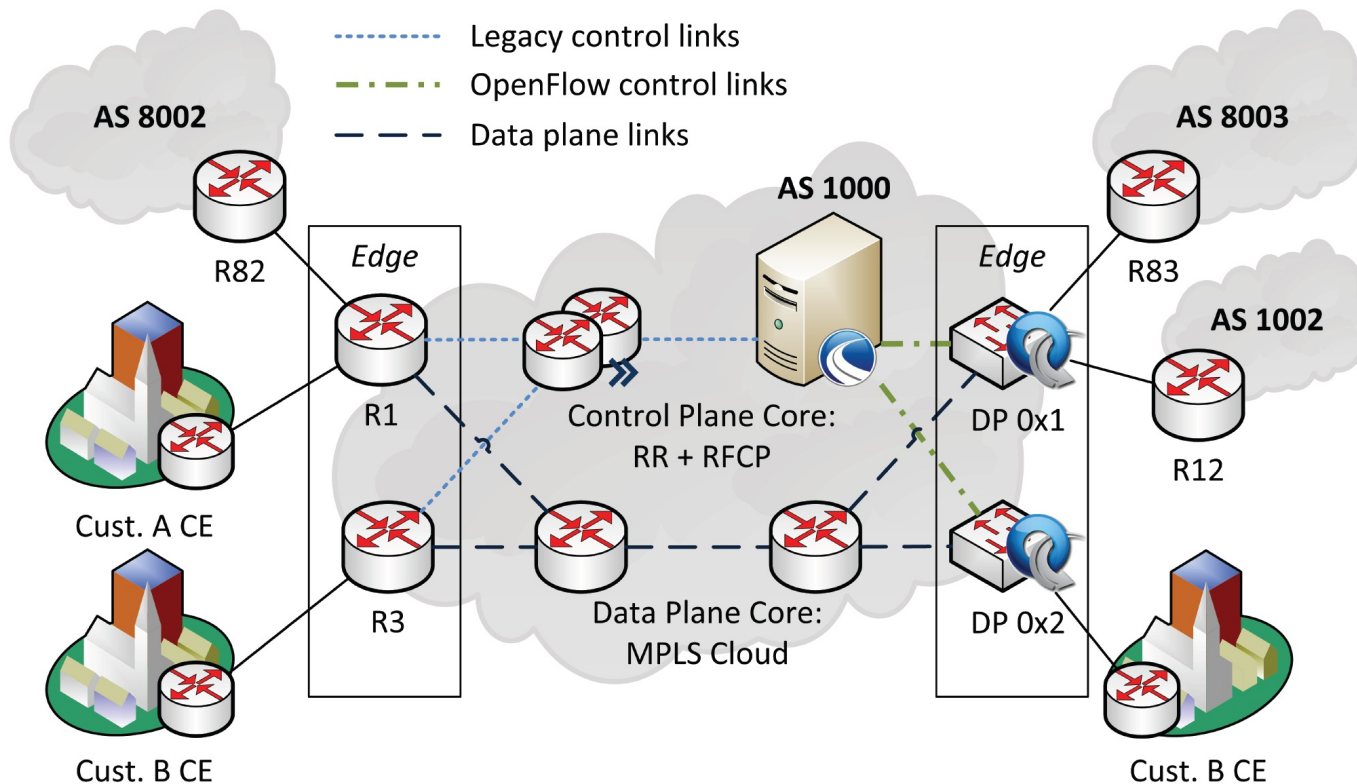 Legacy control links
OpenFlow control links
Data plane links
AS 8002
AS 8003
AS 1000
Edge
Edge
R82
R83
AS 1002
R1
Control Plane Core:
RR + RFCP
DP 0x1
R12
Cust. A CE
R3
Data Plane Core:
MPLS Cloud
DP 0x2
Cust. B CE
Cust. B CE